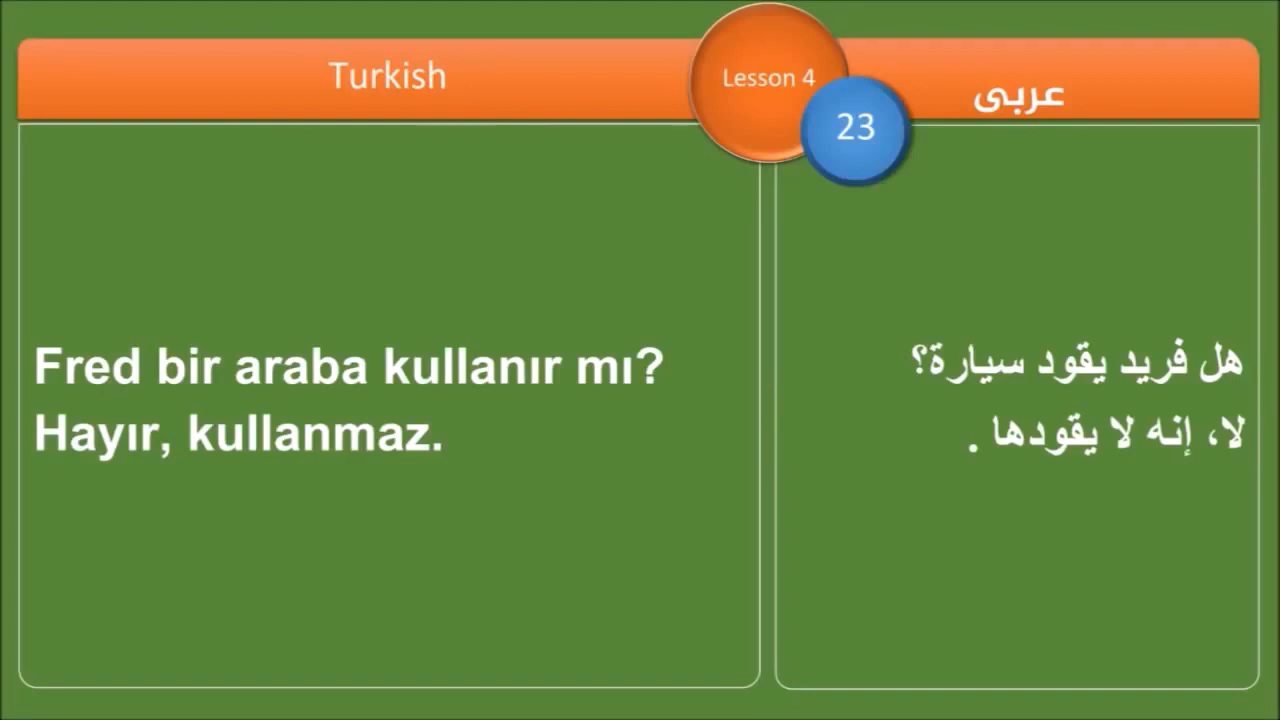 Turkish
Lesson 4
عربى
23
Fred bir araba kullanır mı?
Hayır, kullanmaz.
هل فريد يقود سيارة؟
لا، إنه لا يقودها .